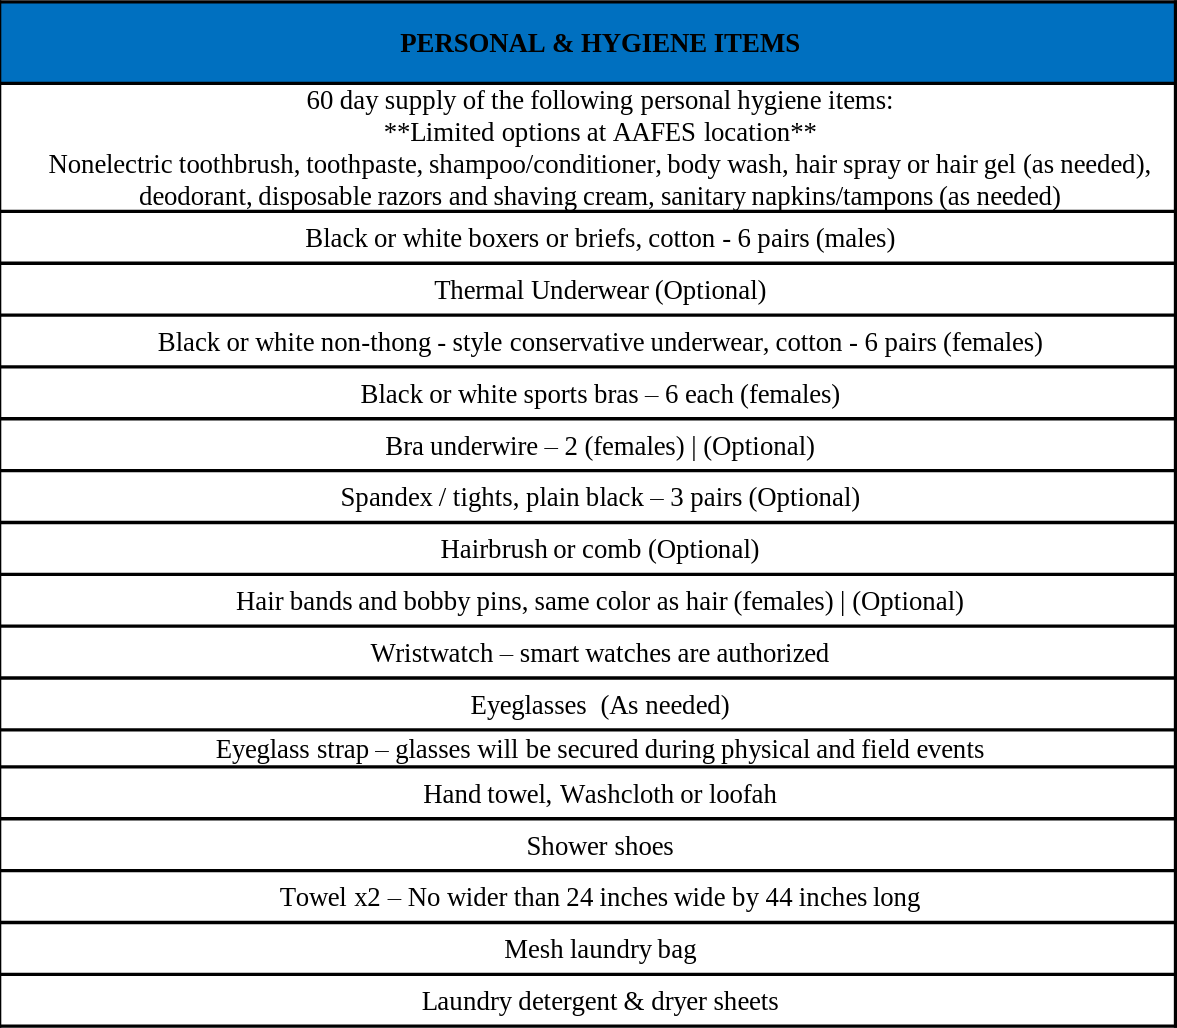 PERSONAL & HYGIENE ITEMS
60 day supply of the following personal hygiene items:
**Limited options at AAFES location**
Nonelectric toothbrush, toothpaste, shampoo/conditioner, body wash, hair spray or hair gel (as needed),
deodorant, disposable razors and shaving cream, sanitary napkins/tampons (as needed)
Black or white boxers or briefs, cotton - 6 pairs (males)
Thermal Underwear (Optional)
Black or white non-thong - style conservative underwear, cotton - 6 pairs (females)
Black or white sports bras – 6 each (females)
Bra underwire – 2 (females) | (Optional)
Spandex / tights, plain black – 3 pairs (Optional)
Hairbrush or comb (Optional)
Hair bands and bobby pins, same color as hair (females) | (Optional)
Wristwatch – smart watches are authorized
Eyeglasses  (As needed)
Eyeglass strap – glasses will be secured during physical and field events
Hand towel, Washcloth or loofah
Shower shoes
Towel x2 – No wider than 24 inches wide by 44 inches long
Mesh laundry bag
Laundry detergent & dryer sheets